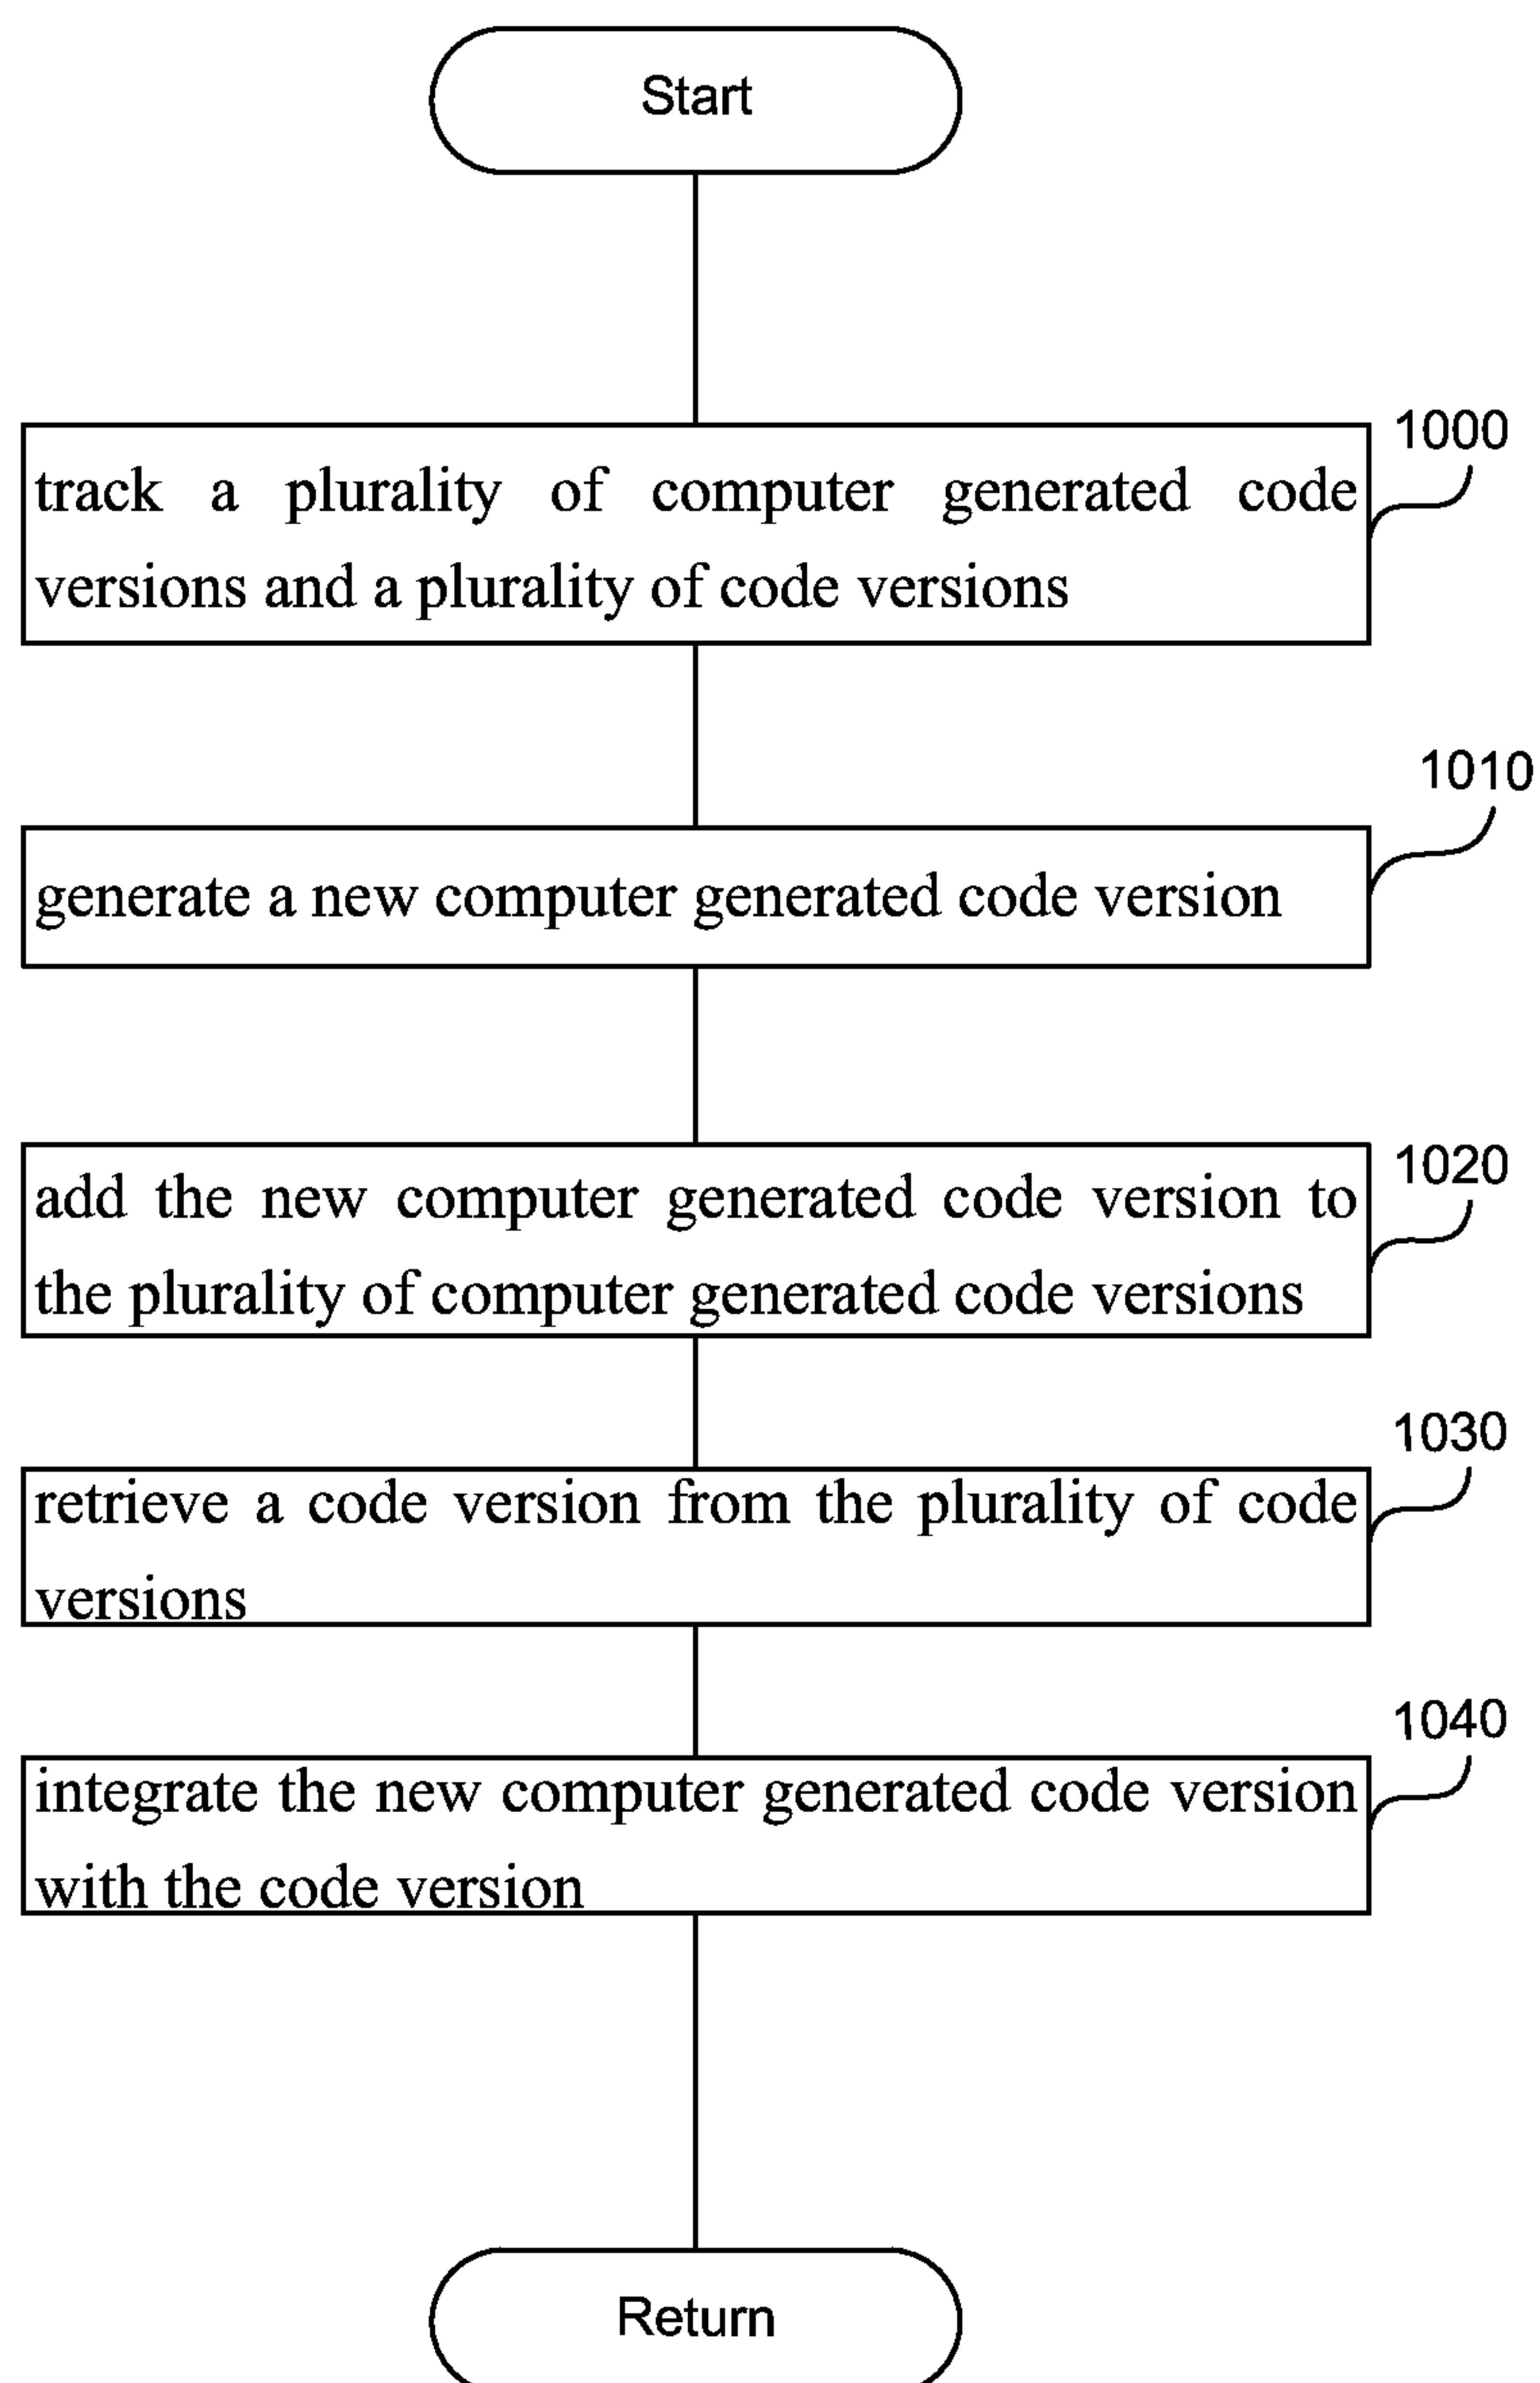 Start
1000
track a plurality of computer generated code
versions and a plurality of code versions
1010
generate a new computer generated code version
1020
add the new computer generated code version to
the plurality of computer generated code versions
1030
retrieve a code version from the plurality of code
versions
1040
integrate the new computer generated code version
with the code version
Return